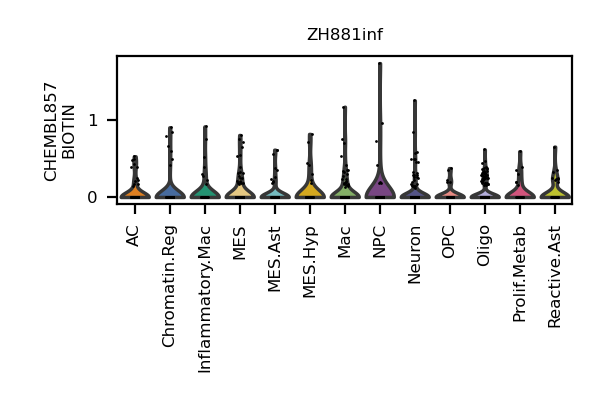 ZH881inf
CHEMBL857
BIOTIN
1
0
AC
Chromatin.Reg
Inflammatory.Mac
MES
MES.Ast
MES.Hyp
Mac
NPC
Neuron
OPC
Oligo
Prolif.Metab
Reactive.Ast